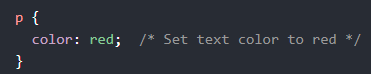 p {
  color: red;  /* Set text color to red */
}